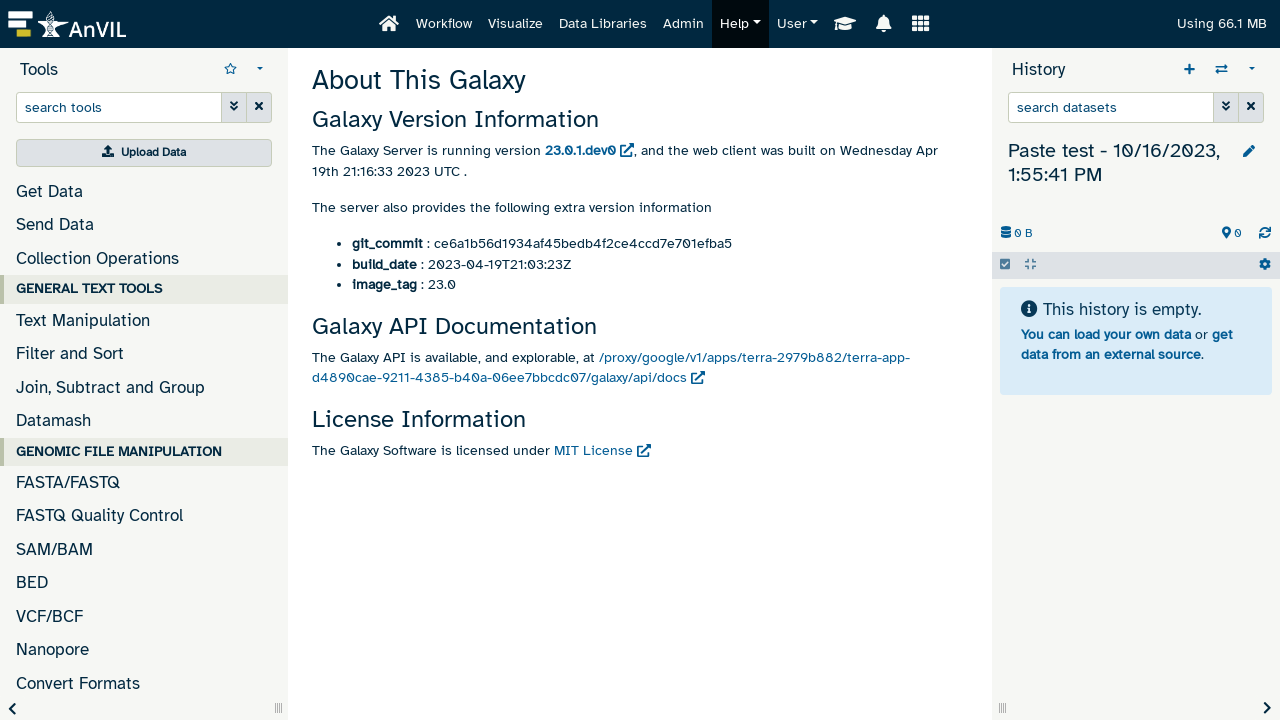 AnVIL
Workflow
Visualize
Data Libraries
Admin
Help
User
Using 66.1 MB
Tools
search tools
Upload Data
Get Data
Send Data
Collection Operations
GENERAL TEXT TOOLS
Text Manipulation
Filter and Sort
Join, Subtract and Group
Datamash
GENOMIC FILE MANIPULATION
FASTA/FASTQ
FASTQ Quality Control
SAM/BAM
BED
VCF/BCF
Nanopore
Convert Formats
About This Galaxy
Galaxy Version Information
The Galaxy Server is running version 23.0.1.dev0 , and the web client was built on Wednesday Apr
19th 21:16:33 2023 UTC .
The server also provides the following extra version information
• git_commit : ce6a1b56d1934af45bedb4f2ce4ccd7e701efba5
• build_date : 2023-04-19T21:03:23Z
• image_tag : 23.0
Galaxy API Documentation
The Galaxy API is available, and explorable, at /proxy/google/v1/apps/terra-2979b882/terra-app-
d4890cae-9211-4385-b40a-06ee7bbcdc07/galaxy/api/docs
License Information
The Galaxy Software is licensed under MIT License
History
search datasets
Paste test - 10/16/2023,
1:55:41 PM
0 B
0
This history is empty.
You can load your own data or get
data from an external source.